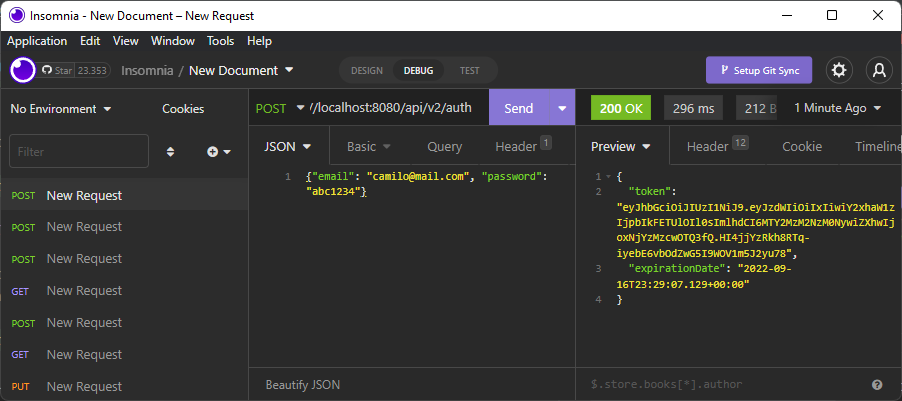 Insomnia - New Document – New Request
Application Edit View Window Tools Help
Star 23.353 Insomnia / New Document DESIGN DEBUG TEST Setup Git Sync
No Environment Cookies
Filter
POST New Request
POST New Request
POST New Request
GET New Request
POST New Request
GET New Request
PUT New Request
POST //localhost:8080/api/v2/auth Send
JSON Basic Query Header 1
1 {"email": "camilo@mail.com", "password":
"abc1234"}
Beautify JSON
200 OK 296 ms 212 B 1 Minute Ago
Preview Header 12 Cookie Timeline
1 {
2 "token":
"eyJhbGciOiJIUzI1NiJ9.eyJzdWIiOiIxIiwiY2xhaW1z
IjpbIkFETUlOIl0sImlhdCI6MTY2MzM2NzM0NywiZXhwIj
oxNjYzMzcwOTQ3fQ.HI4jjYzRkh8RTq-
iyebE6vbOdZwG5I9WOV1m5J2yu78",
3 "expirationDate": "2022-09-
16T23:29:07.129+00:00"
4 }
$.store.books[*].author